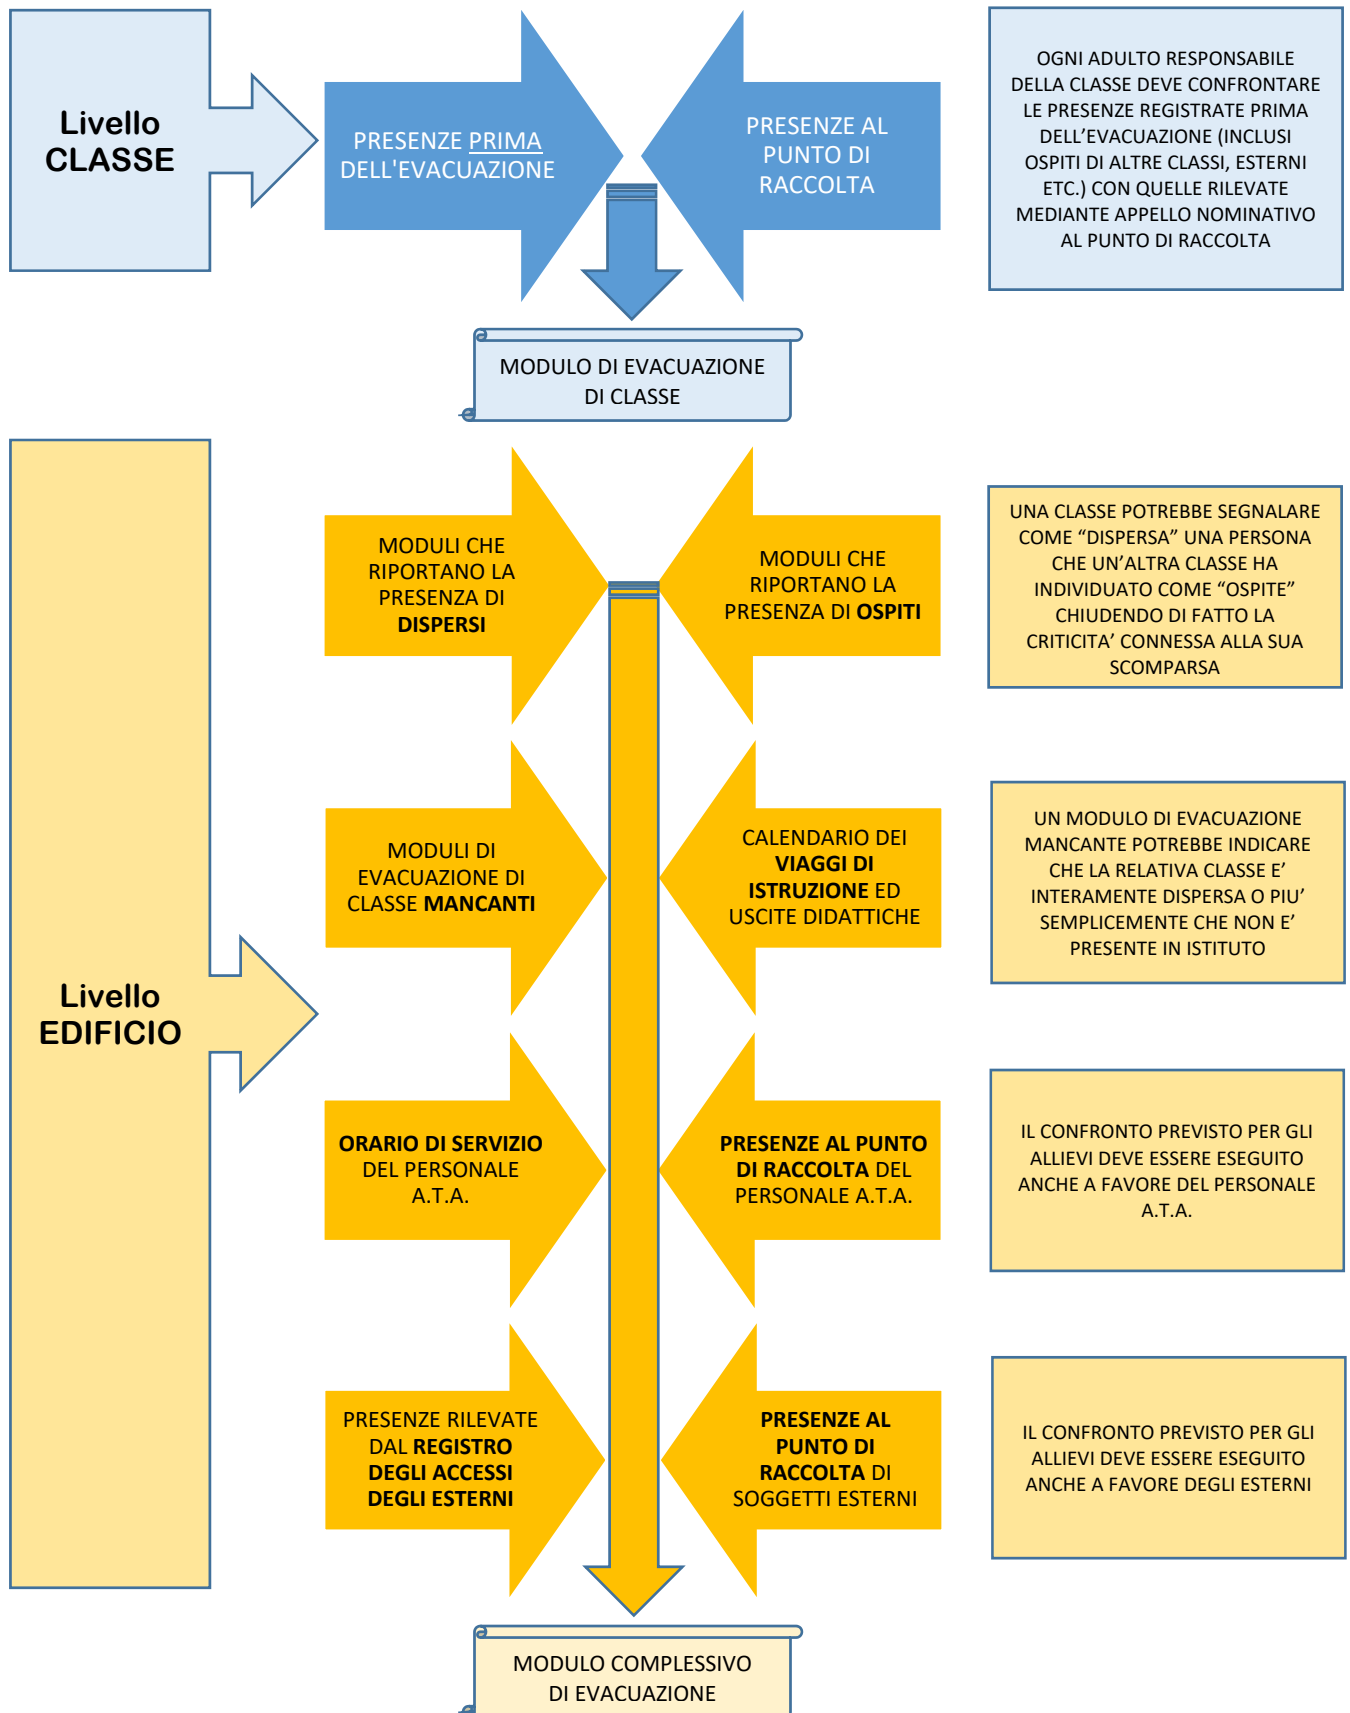 Livello
CLASSE
PRESENZE PRIMA
DELL'EVACUAZIONE
PRESENZE AL
PUNTO DI
RACCOLTA
OGNI ADULTO RESPONSABILE
DELLA CLASSE DEVE CONFRONTARE
LE PRESENZE REGISTRATE PRIMA
DELL’EVACUAZIONE (INCLUSI
OSPITI DI ALTRE CLASSI, ESTERNI
ETC.) CON QUELLE RILEVATE
MEDIANTE APPELLO NOMINATIVO
AL PUNTO DI RACCOLTA
MODULO DI EVACUAZIONE
DI CLASSE
Livello
EDIFICIO
MODULI CHE
RIPORTANO LA
PRESENZA DI
DISPERSI
MODULI CHE
RIPORTANO LA
PRESENZA DI OSPITI
UNA CLASSE POTREBBE SEGNALARE
COME “DISPERSA” UNA PERSONA
CHE UN’ALTRA CLASSE HA
INDIVIDUATO COME “OSPITE”
CHIUDENDO DI FATTO LA
CRITICITA’ CONNESSA ALLA SUA
SCOMPARSA
MODULI DI
EVACUAZIONE DI
CLASSE MANCANTI
CALENDARIO DEI
VIAGGI DI
ISTRUZIONE ED
USCITE DIDATTICHE
UN MODULO DI EVACUAZIONE
MANCANTE POTREBBE INDICARE
CHE LA RELATIVA CLASSE E’
INTERAMENTE DISPERSA O PIU’
SEMPLICEMENTE CHE NON E’
PRESENTE IN ISTITUTO
ORARIO DI SERVIZIO
DEL PERSONALE
A.T.A.
PRESENZE AL PUNTO
DI RACCOLTA DEL
PERSONALE A.T.A.
IL CONFRONTO PREVISTO PER GLI
ALLIEVI DEVE ESSERE ESEGUITO
ANCHE A FAVORE DEL PERSONALE
A.T.A.
PRESENZE RILEVATE
DAL REGISTRO
DEGLI ACCESSI
DEGLI ESTERNI
PRESENZE AL
PUNTO DI
RACCOLTA DI
SOGGETTI ESTERNI
IL CONFRONTO PREVISTO PER GLI
ALLIEVI DEVE ESSERE ESEGUITO
ANCHE A FAVORE DEGLI ESTERNI
MODULO COMPLESSIVO
DI EVACUAZIONE